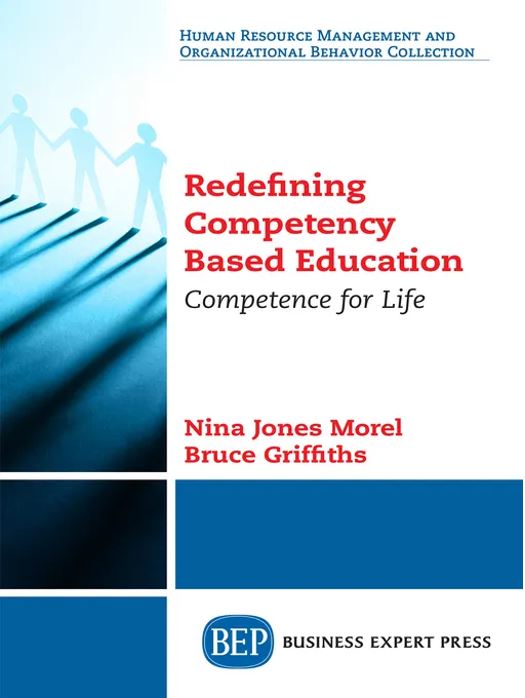 Human Resource Management and
Organizational Behavior Collection
Redefining
Competency
Based Education
Competence for Life
Nina Jones Morel
Bruce Griffiths
BEP BUSINESS EXPERT PRESS